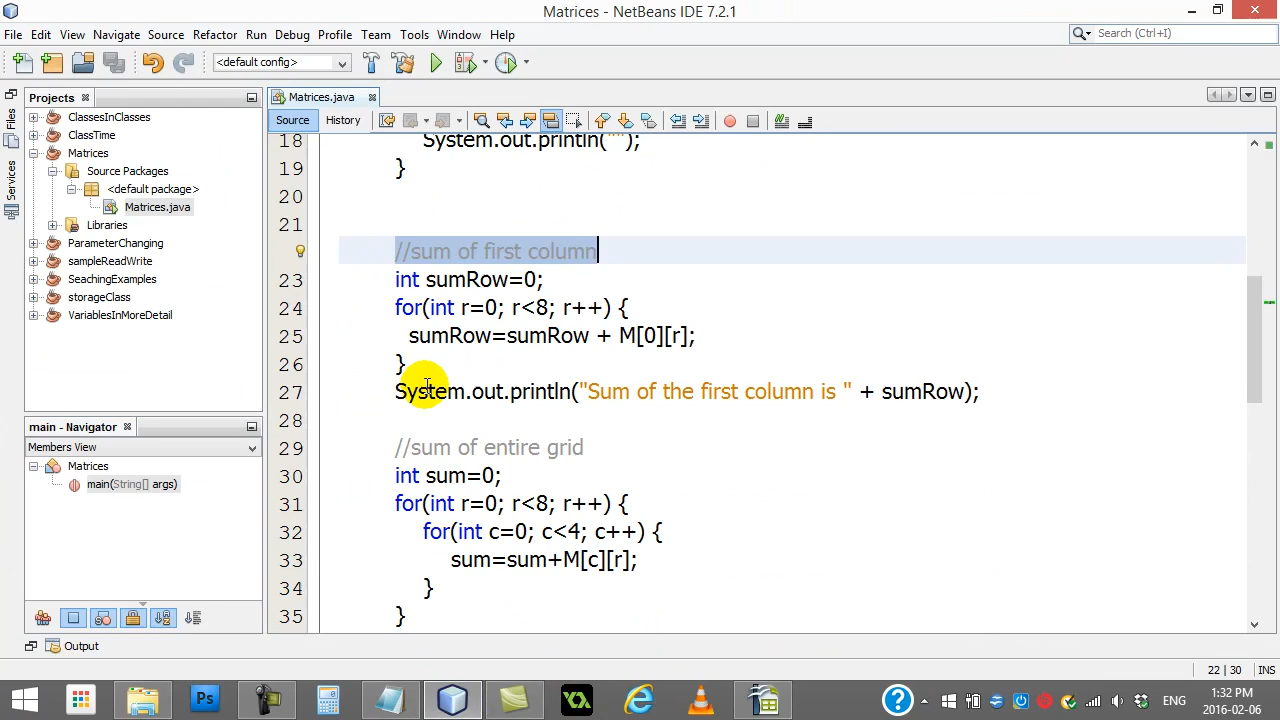 Matrices - NetBeans IDE 7.2.1
File Edit View Navigate Source Refactor Run Debug Profile Team Tools Window Help
Search (Ctrl+I)
<default config>
Projects
Matrices.java
Files
Services
Source History
ClassesInClasses
ClassTime
Matrices
Source Packages
<default package>
Matrices.java
Libraries
ParameterChanging
sampleReadWrite
SeachingExamples
storageClass
VariablesInMoreDetail
main - Navigator
Members View
Matrices
main(String[] args)
18 System.out.println("");
19 }
20
21
//sum of first column
23 int sumRow=0;
24 for(int r=0; r<8; r++) {
25 sumRow=sumRow + M[0][r];
26 }
27 System.out.println("Sum of the first column is " + sumRow);
28
29 //sum of entire grid
30 int sum=0;
31 for(int r=0; r<8; r++) {
32 for(int c=0; c<4; c++) {
33 sum=sum+M[c][r];
34 }
35 }
Output
22 | 30 INS
Ps
?
ENG
1:32 PM
2016-02-06